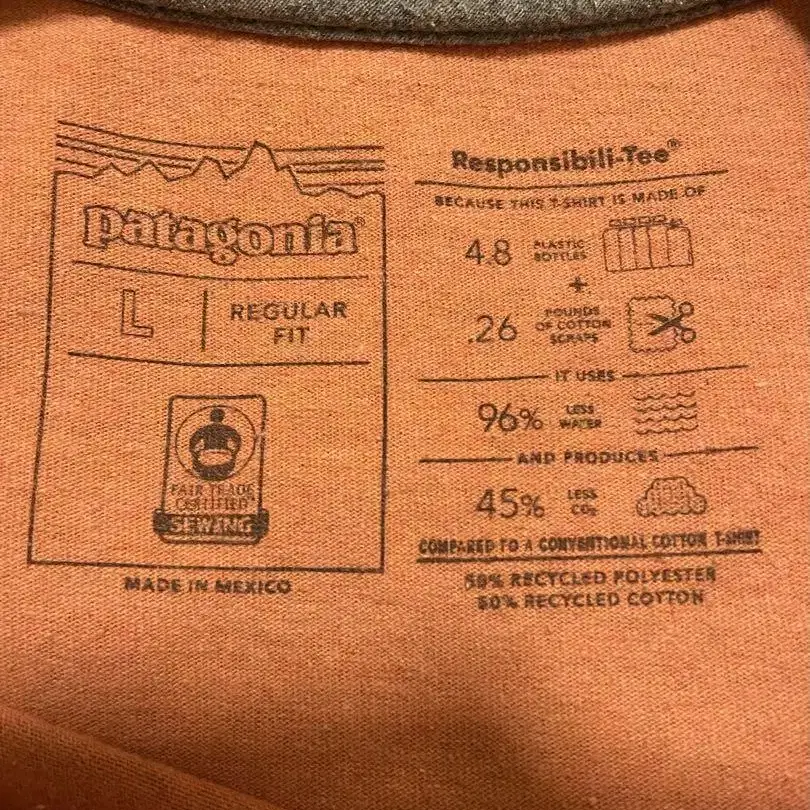 patagonia®
L
REGULAR
FIT
FAIR TRADE
CERTIFIED
SEWING
MADE IN MEXICO
Responsibili-Tee®
BECAUSE THIS T-SHIRT IS MADE OF
4.8 PLASTIC
BOTTLES
+
.26 POUNDS
OF COTTON
SCRAPS
IT USES
96% LESS
WATER
AND PRODUCES
45% LESS
CO₂
COMPARED TO A CONVENTIONAL COTTON T-SHIRT
50% RECYCLED POLYESTER
50% RECYCLED COTTON